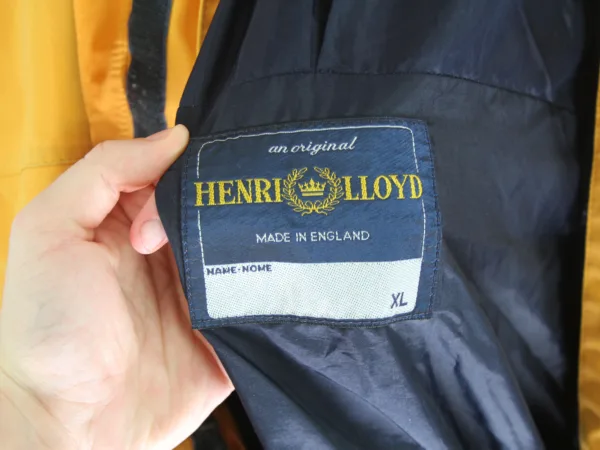 an original
HENRI LLOYD
MADE IN ENGLAND
NAME·NOME
XL